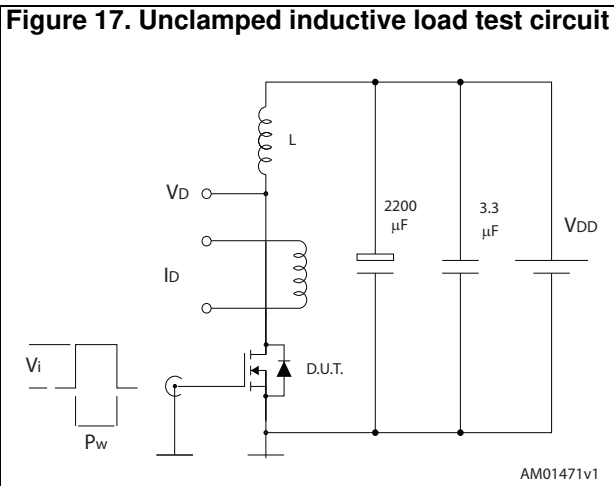 Figure 17. Unclamped inductive load test circuit
L
VD
2200
μF
3.3
μF
VDD
ID
Vi
D.U.T.
Pw
AM01471v1